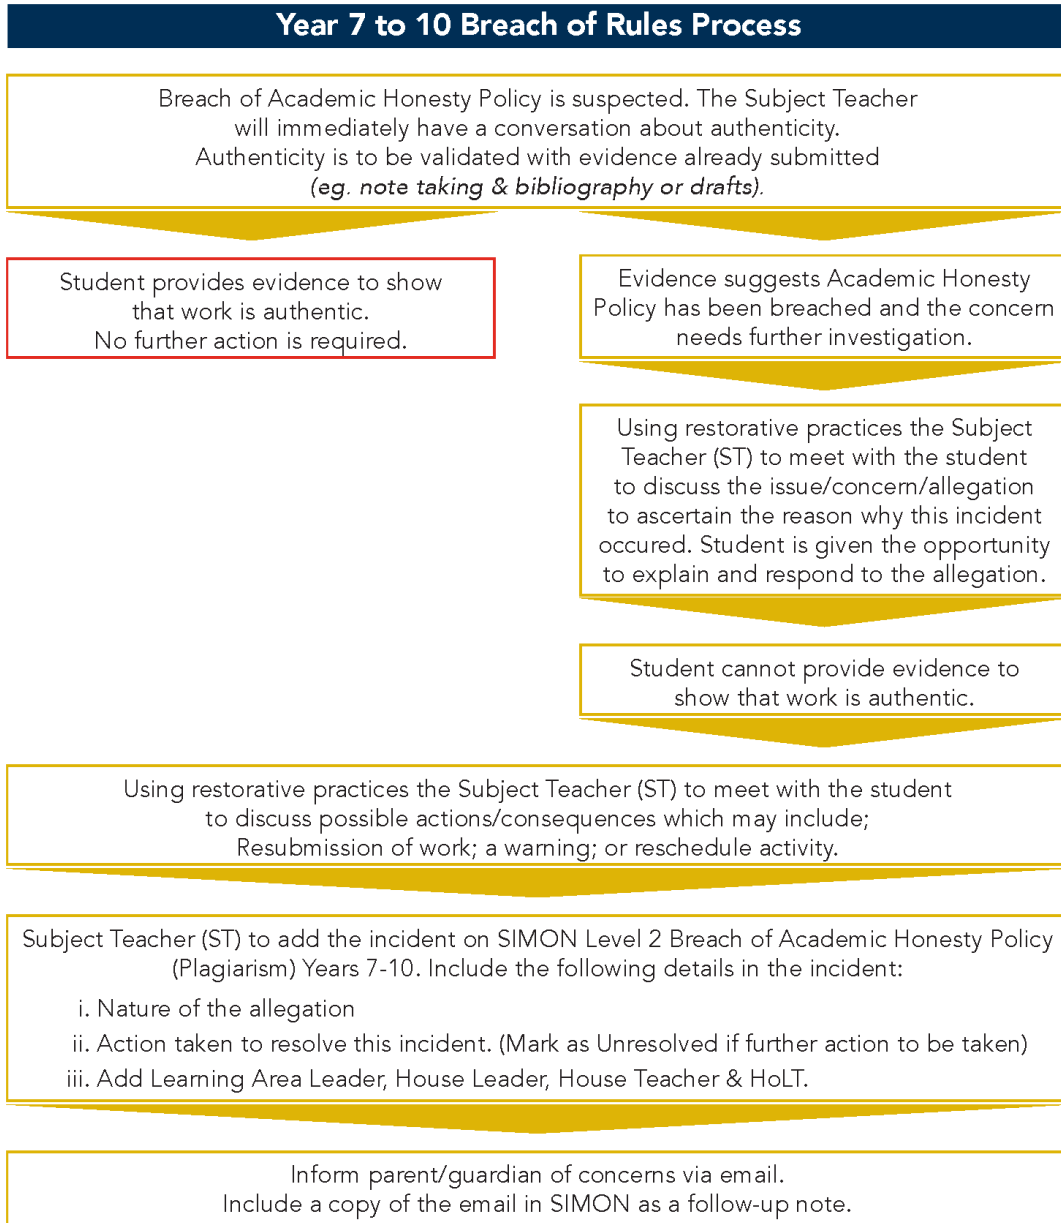 Year 7 to 10 Breach of Rules Process
Breach of Academic Honesty Policy is suspected. The Subject Teacher
will immediately have a conversation about authenticity.
Authenticity is to be validated with evidence already submitted
(eg. note taking & bibliography or drafts).
Student provides evidence to show
that work is authentic.
No further action is required.
Evidence suggests Academic Honesty
Policy has been breached and the concern
needs further investigation.
Using restorative practices the Subject
Teacher (ST) to meet with the student
to discuss the issue/concern/allegation
to ascertain the reason why this incident
occured. Student is given the opportunity
to explain and respond to the allegation.
Student cannot provide evidence to
show that work is authentic.
Using restorative practices the Subject Teacher (ST) to meet with the student
to discuss possible actions/consequences which may include;
Resubmission of work; a warning; or reschedule activity.
Subject Teacher (ST) to add the incident on SIMON Level 2 Breach of Academic Honesty Policy
(Plagiarism) Years 7-10. Include the following details in the incident:
i. Nature of the allegation
ii. Action taken to resolve this incident. (Mark as Unresolved if further action to be taken)
iii. Add Learning Area Leader, House Leader, House Teacher & HoLT.
Inform parent/guardian of concerns via email.
Include a copy of the email in SIMON as a follow-up note.